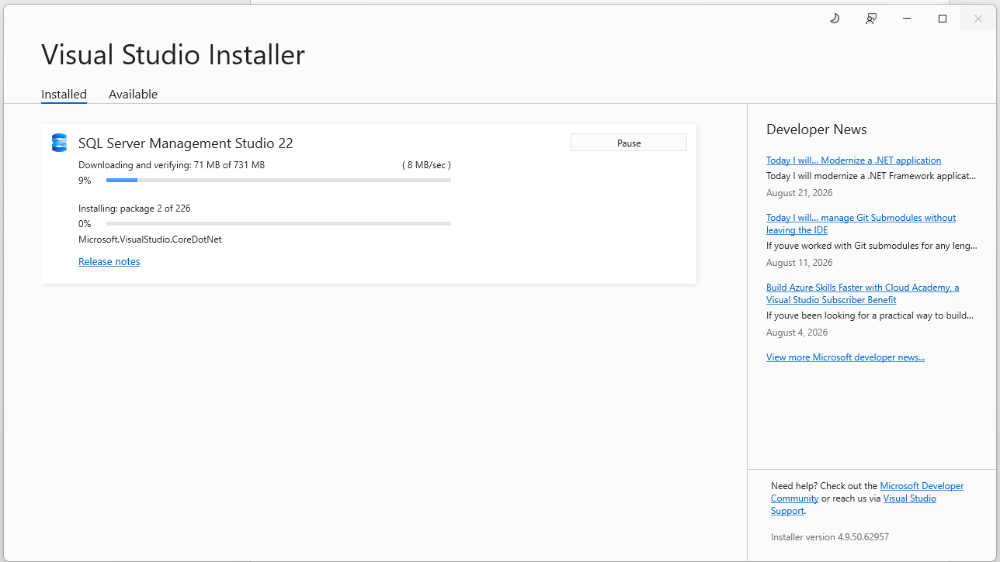 Visual Studio Installer
Installed
Available
SQL Server Management Studio 22
Pause
Downloading and verifying: 71 MB of 731 MB
( 8 MB/sec )
9%
Installing: package 2 of 226
0%
Microsoft.VisualStudio.CoreDotNet
Release notes
Developer News
Today I will... Modernize a .NET application
Today I will modernize a .NET Framework applicat...
August 21, 2026
Today I will... manage Git Submodules without
leaving the IDE
If youve worked with Git submodules for any leng...
August 11, 2026
Build Azure Skills Faster with Cloud Academy, a
Visual Studio Subscriber Benefit
If youve been looking for a practical way to build...
August 4, 2026
View more Microsoft developer news...
Need help? Check out the Microsoft Developer
Community or reach us via Visual Studio
Support.
Installer version 4.9.50.62957